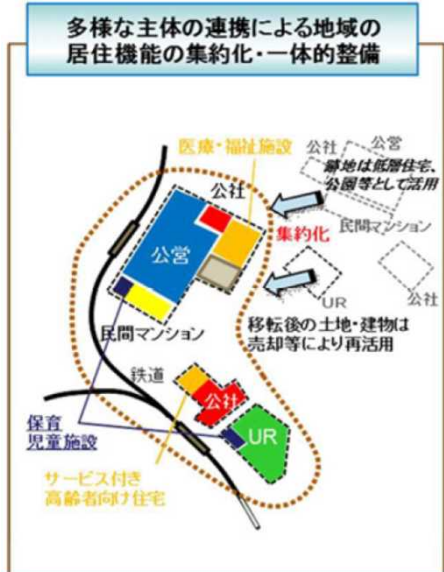 多様な主体の連携による地域の
居住機能の集約化・一体的整備
医療・福祉施設
公社
公営
公社
跡地は低層住宅、
公園等として活用
集約化
民間マンション
公営
UR
公社
移転後の土地・建物は
売却等により再活用
民間マンション
鉄道
公社
保育
児童施設
UR
サービス付き
高齢者向け住宅